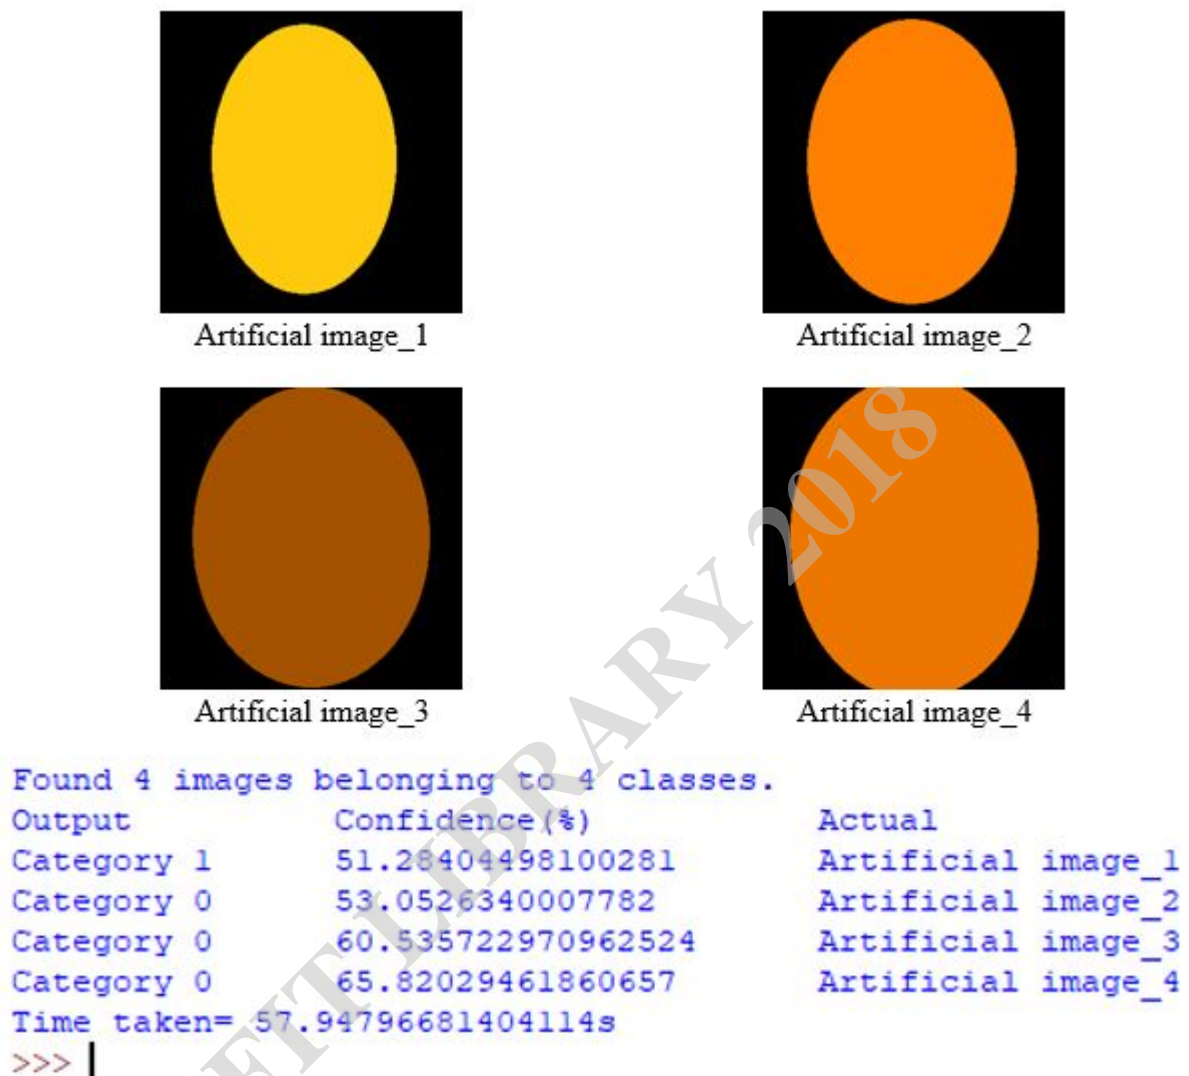 Artificial image_1
Artificial image_2
Artificial image_3
Artificial image_4
Found 4 images belonging to 4 classes.
Output Confidence(%) Actual
Category 1 51.28404498100281 Artificial image_1
Category 0 53.0526340007782 Artificial image_2
Category 0 60.535722970962524 Artificial image_3
Category 0 65.82029461860657 Artificial image_4
Time taken= 57.94796681404114s
>>>
LIBRARY 2018